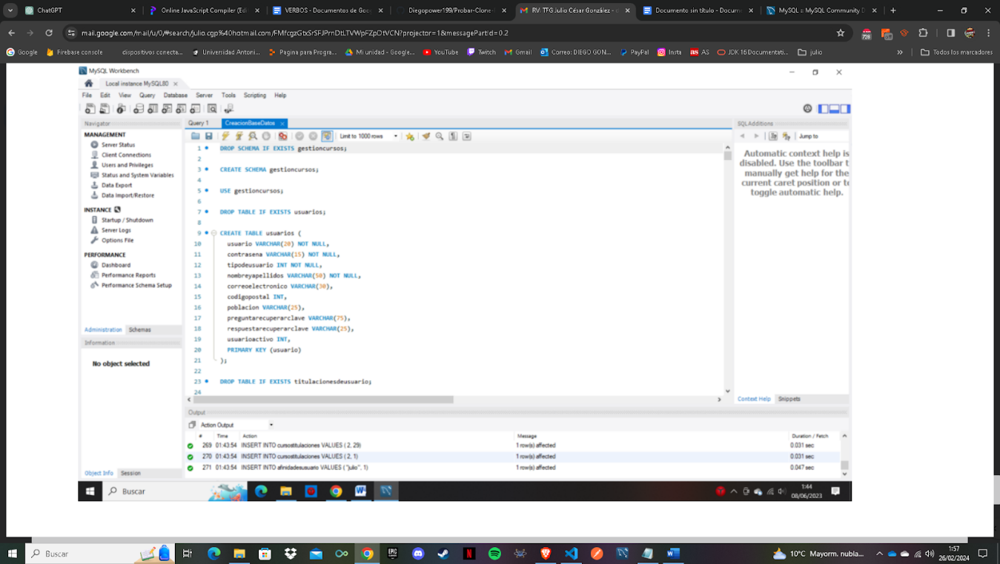 ChatGPT
Online JavaScript Compiler (Edi
VERBOS - Documentos de Goo
Diegopower199/Probar-Clone-
RV: TFG Julio César González - d
Documento sin título - Docum
MySQL :: MySQL Community D
mail.google.com/mail/u/0/#search/julio.cgp%40hotmail.com/FMfcgzGtxSrSFJPrnDtLTVWpFZpDtVCN?projector=1&messagePartId=0.2
728
Google
Firebase console
dispositivos conecta...
Universidad Antoni...
Pagina para Progra...
Mi unidad - Google...
YouTube
Twitch
Gmail
Correo: DIEGO GON...
PayPal
Insta
AS
JDK 16 Documentati...
julio
Todos los marcadores
MySQL Workbench
Local instance MySQL80
File Edit View Query Database Server Tools Scripting Help
Navigator
MANAGEMENT
Server Status
Client Connections
Users and Privileges
Status and System Variables
Data Export
Data Import/Restore
INSTANCE
Startup / Shutdown
Server Logs
Options File
PERFORMANCE
Dashboard
Performance Reports
Performance Schema Setup
Administration Schemas
Information
No object selected
Object Info Session
Query 1 CreacionBaseDatos
Limit to 1000 rows
1 DROP SCHEMA IF EXISTS gestioncursos;
2
3 CREATE SCHEMA gestioncursos;
4
5 USE gestioncursos;
6
7 DROP TABLE IF EXISTS usuarios;
8
9 CREATE TABLE usuarios (
10 usuario VARCHAR(20) NOT NULL,
11 contrasena VARCHAR(15) NOT NULL,
12 tipodeusuario INT NOT NULL,
13 nombreyapellidos VARCHAR(50) NOT NULL,
14 correoelectronico VARCHAR(30),
15 codigopostal INT,
16 poblacion VARCHAR(25),
17 preguntarecuperarclave VARCHAR(75),
18 respuestarecuperarclave VARCHAR(25),
19 usuarioactivo INT,
20 PRIMARY KEY (usuario)
21 );
22
23 DROP TABLE IF EXISTS titulacionesdeusuario;
24
SQLAdditions
Jump to
Automatic context help is
disabled. Use the toolbar t
manually get help for the
current caret position or to
toggle automatic help.
Context Help Snippets
Output
Action Output
# Time Action Message Duration / Fetch
269 01:43:54 INSERT INTO cursostitulaciones VALUES ( 2, 29) 1 row(s) affected 0.031 sec
270 01:43:54 INSERT INTO cursostitulaciones VALUES ( 2, 1) 1 row(s) affected 0.031 sec
271 01:43:54 INSERT INTO afinidadesusuario VALUES ( "julio", 1) 1 row(s) affected 0.047 sec
Buscar
1:44
08/06/2023
Buscar
10°C Mayorm. nubla...
1:57
26/02/2024